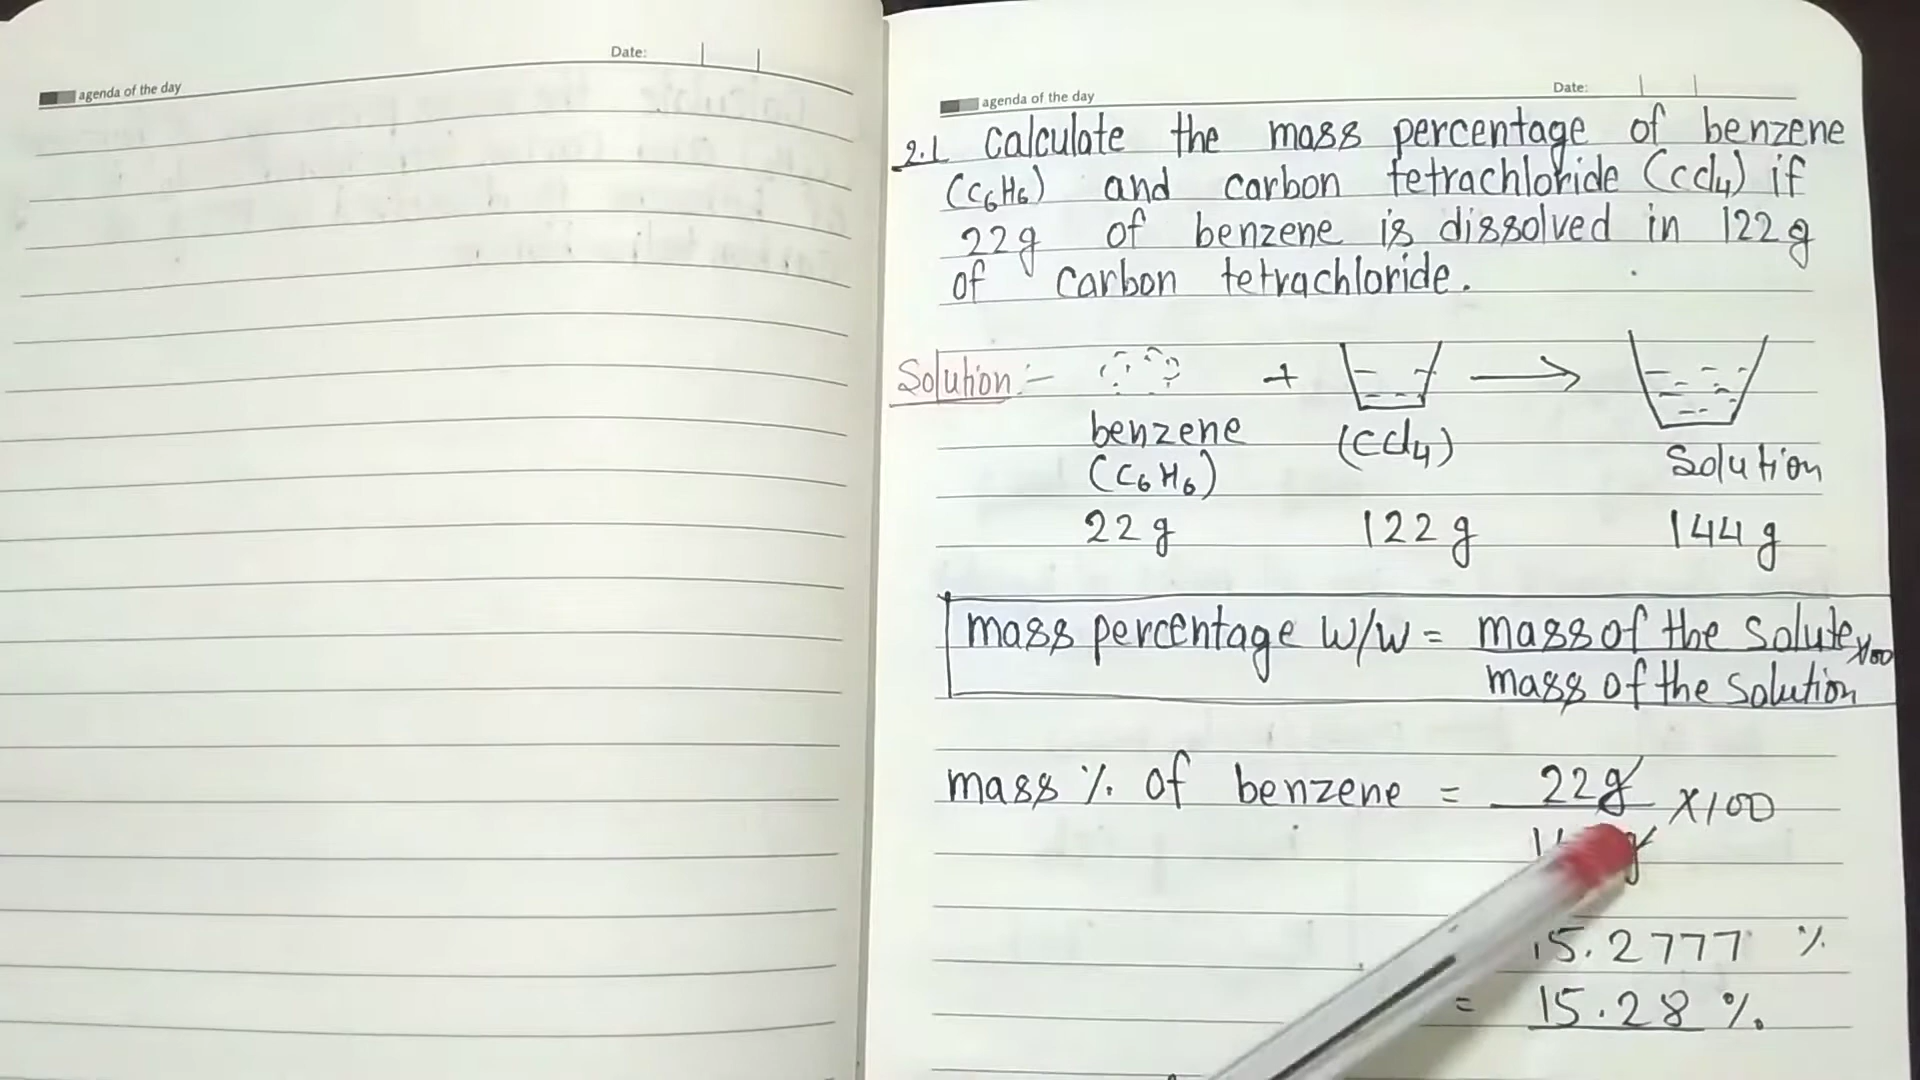 Date:
agenda of the day
Date:
agenda of the day
2.1 Calculate the mass percentage of benzene
(C6H6) and carbon tetrachloride (CCl4) if
22g of benzene is dissolved in 122g
of carbon tetrachloride.
Solution :- + →
benzene (CCl4) Solution
(C6H6)
22g 122g 144g
mass percentage W/W = mass of the solute x100
mass of the solution
mass % of benzene = 22g x100
15.2777 %
= 15.28 %.